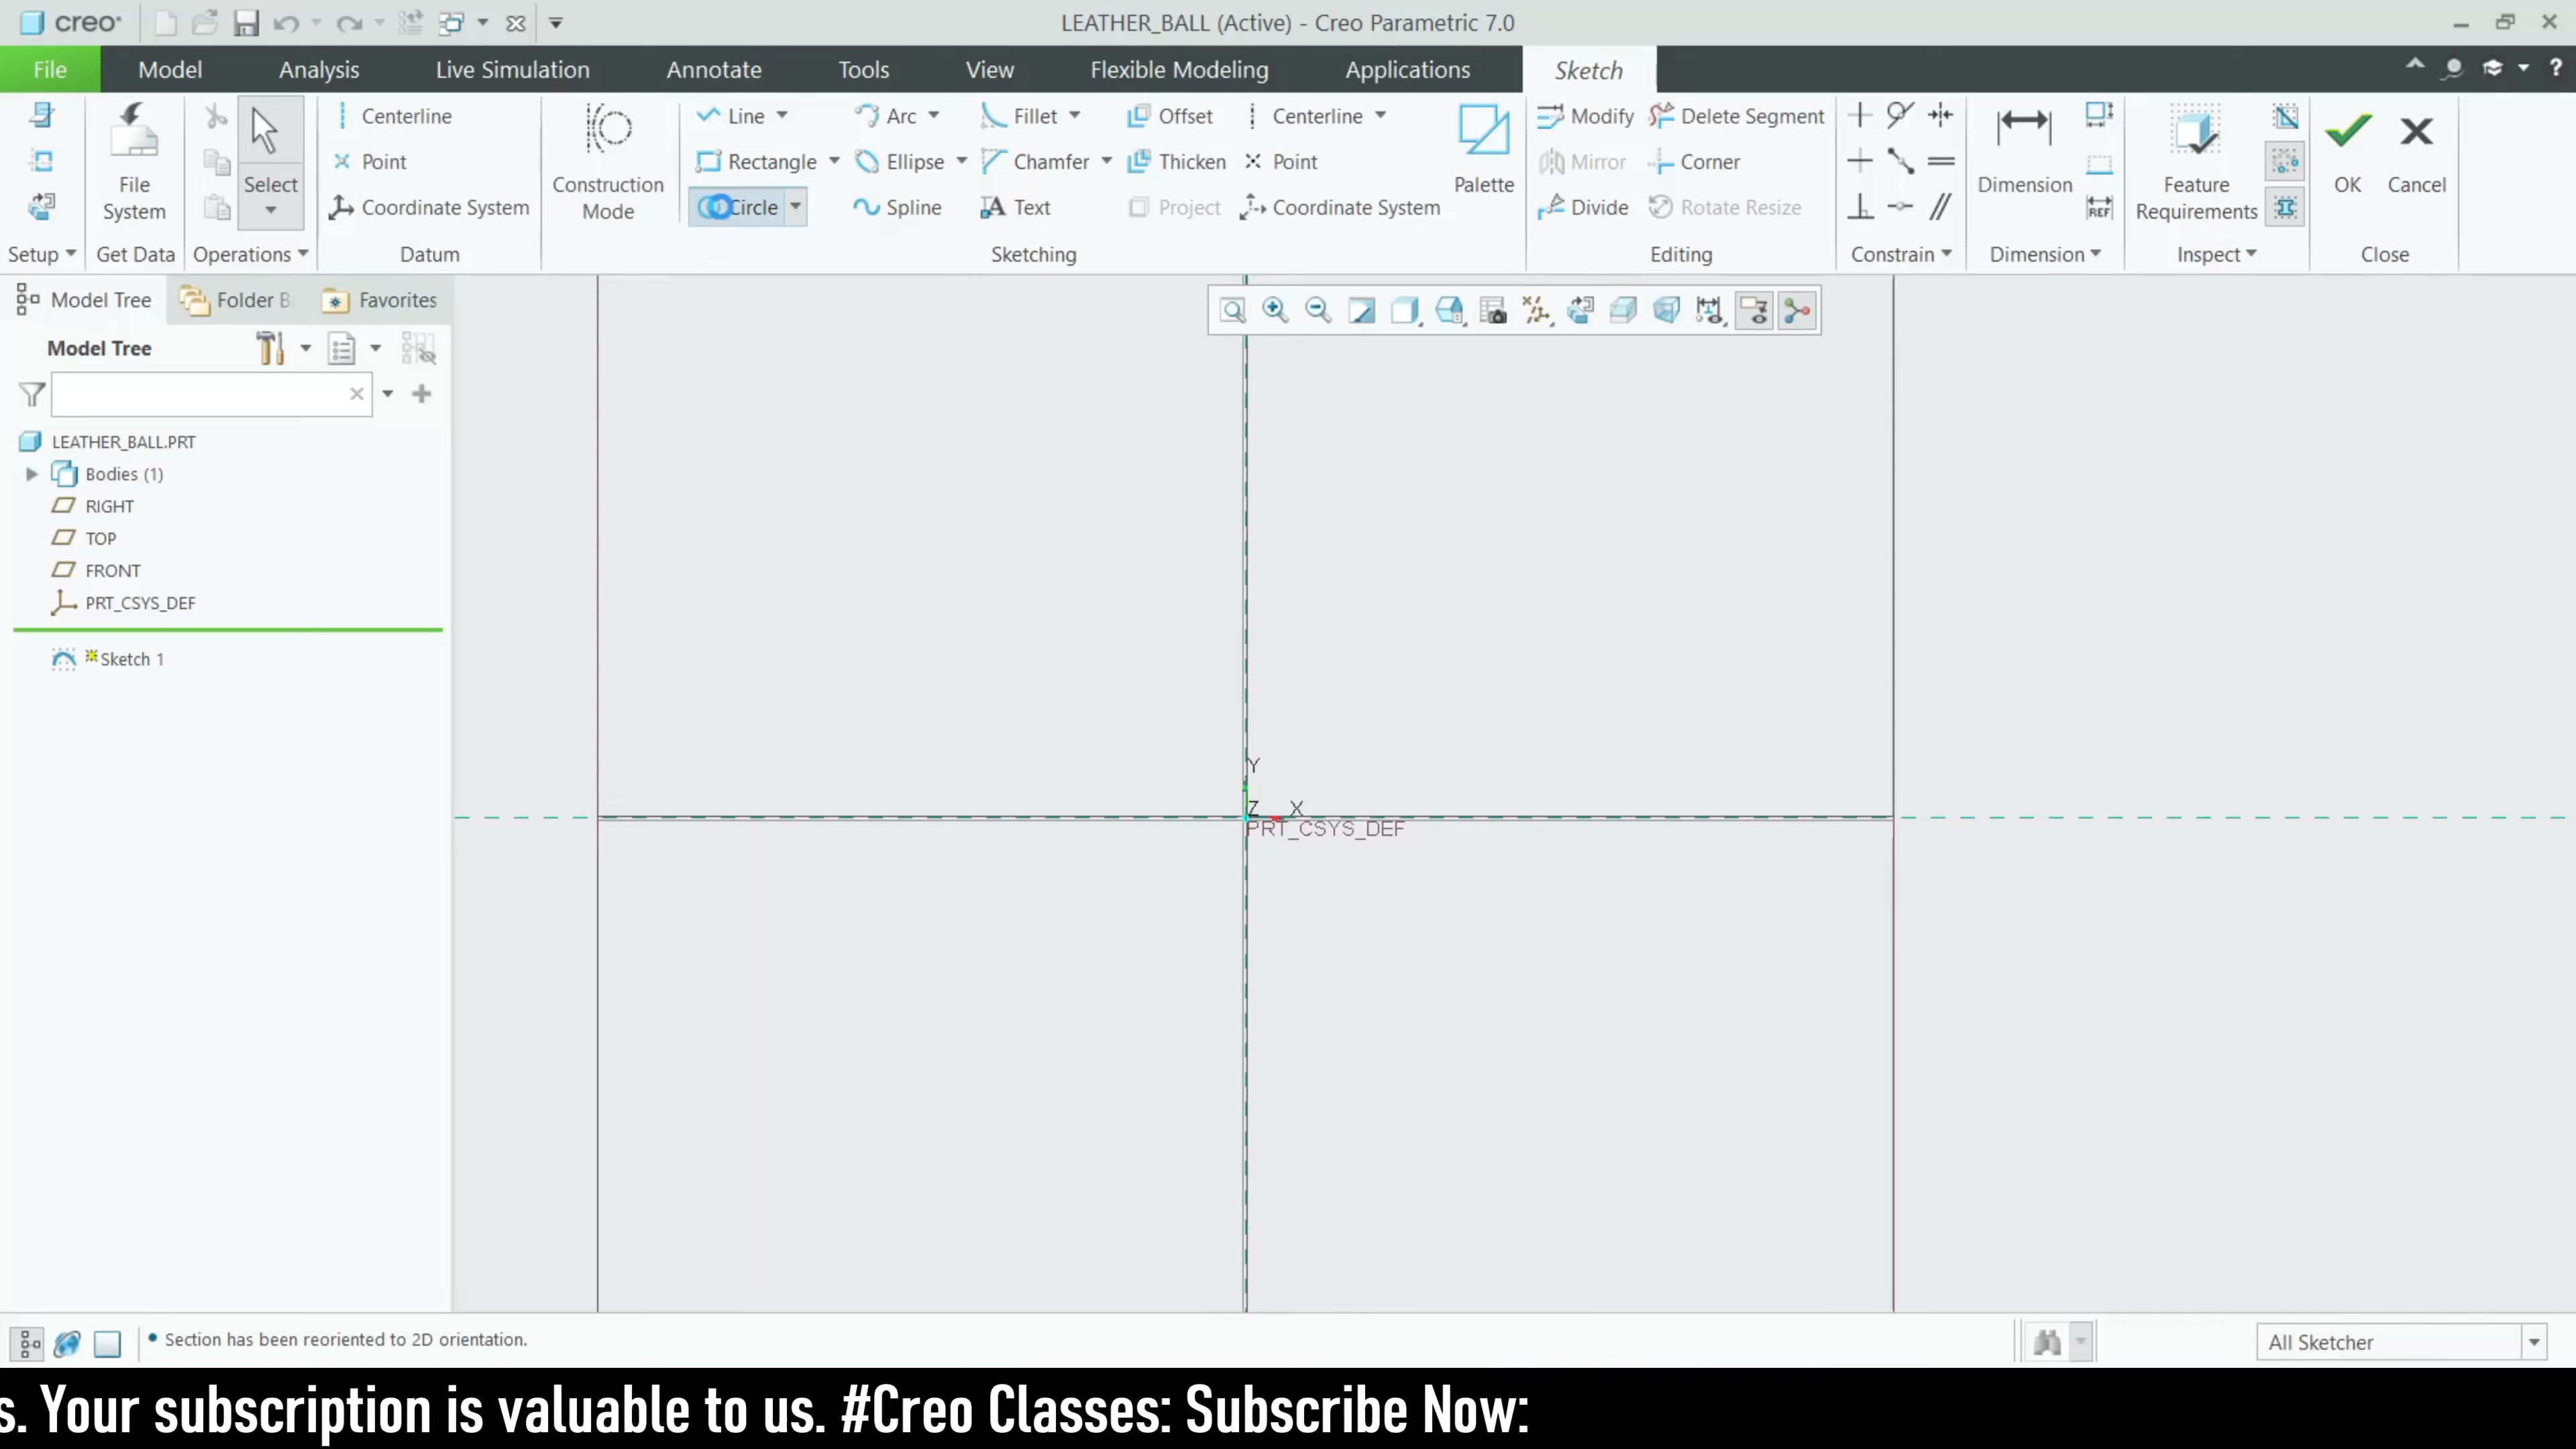 creo®
LEATHER_BALL (Active) - Creo Parametric 7.0
File
Model
Analysis
Live Simulation
Annotate
Tools
View
Flexible Modeling
Applications
Sketch
?
File System
Select
Centerline
Point
Coordinate System
Construction Mode
Line
Rectangle
Circle
Arc
Ellipse
Spline
Fillet
Chamfer
Text
Offset
Thicken
Project
Centerline
Point
Coordinate System
Palette
Modify
Mirror
Divide
Delete Segment
Corner
Rotate Resize
Dimension
REF
Feature Requirements
OK
Cancel
Setup
Get Data
Operations
Datum
Sketching
Editing
Constrain
Dimension
Inspect
Close
Model Tree
Folder B
Favorites
Model Tree
LEATHER_BALL.PRT
Bodies (1)
RIGHT
TOP
FRONT
PRT_CSYS_DEF
Sketch 1
Y
Z X
PRT_CSYS_DEF
Section has been reoriented to 2D orientation.
All Sketcher
s. Your subscription is valuable to us. #Creo Classes: Subscribe Now: